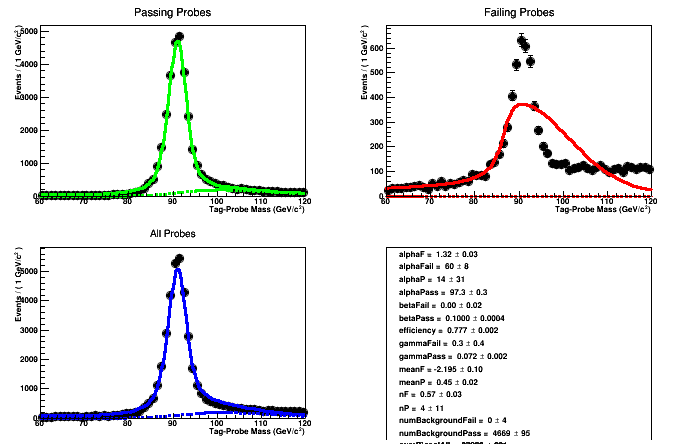 Passing Probes
Events / ( 1 GeV/c² )
5000
3000
2000
1000
0
60 70 80 90 100 110 120
Tag-Probe Mass (GeV/c²)
Failing Probes
Events / ( 1 GeV/c² )
600
500
400
300
200
100
0
60 70 80 90 100 110 120
Tag-Probe Mass (GeV/c²)
All Probes
Events / ( 1 GeV/c² )
5000
4000
3000
2000
1000
0
60 70 80 90 100 110 120
Tag-Probe Mass (GeV/c²)
alphaF = 1.32 ± 0.03
alphaFail = 60 ± 8
alphaP = 14 ± 31
alphaPass = 97.3 ± 0.3
betaFail = 0.00 ± 0.02
betaPass = 0.1000 ± 0.0004
efficiency = 0.777 ± 0.002
gammaFail = 0.3 ± 0.4
gammaPass = 0.072 ± 0.002
meanF = -2.195 ± 0.10
meanP = 0.45 ± 0.02
nF = 0.57 ± 0.03
nP = 4 ± 11
numBackgroundFail = 0 ± 4
numBackgroundPass = 4669 ± 95